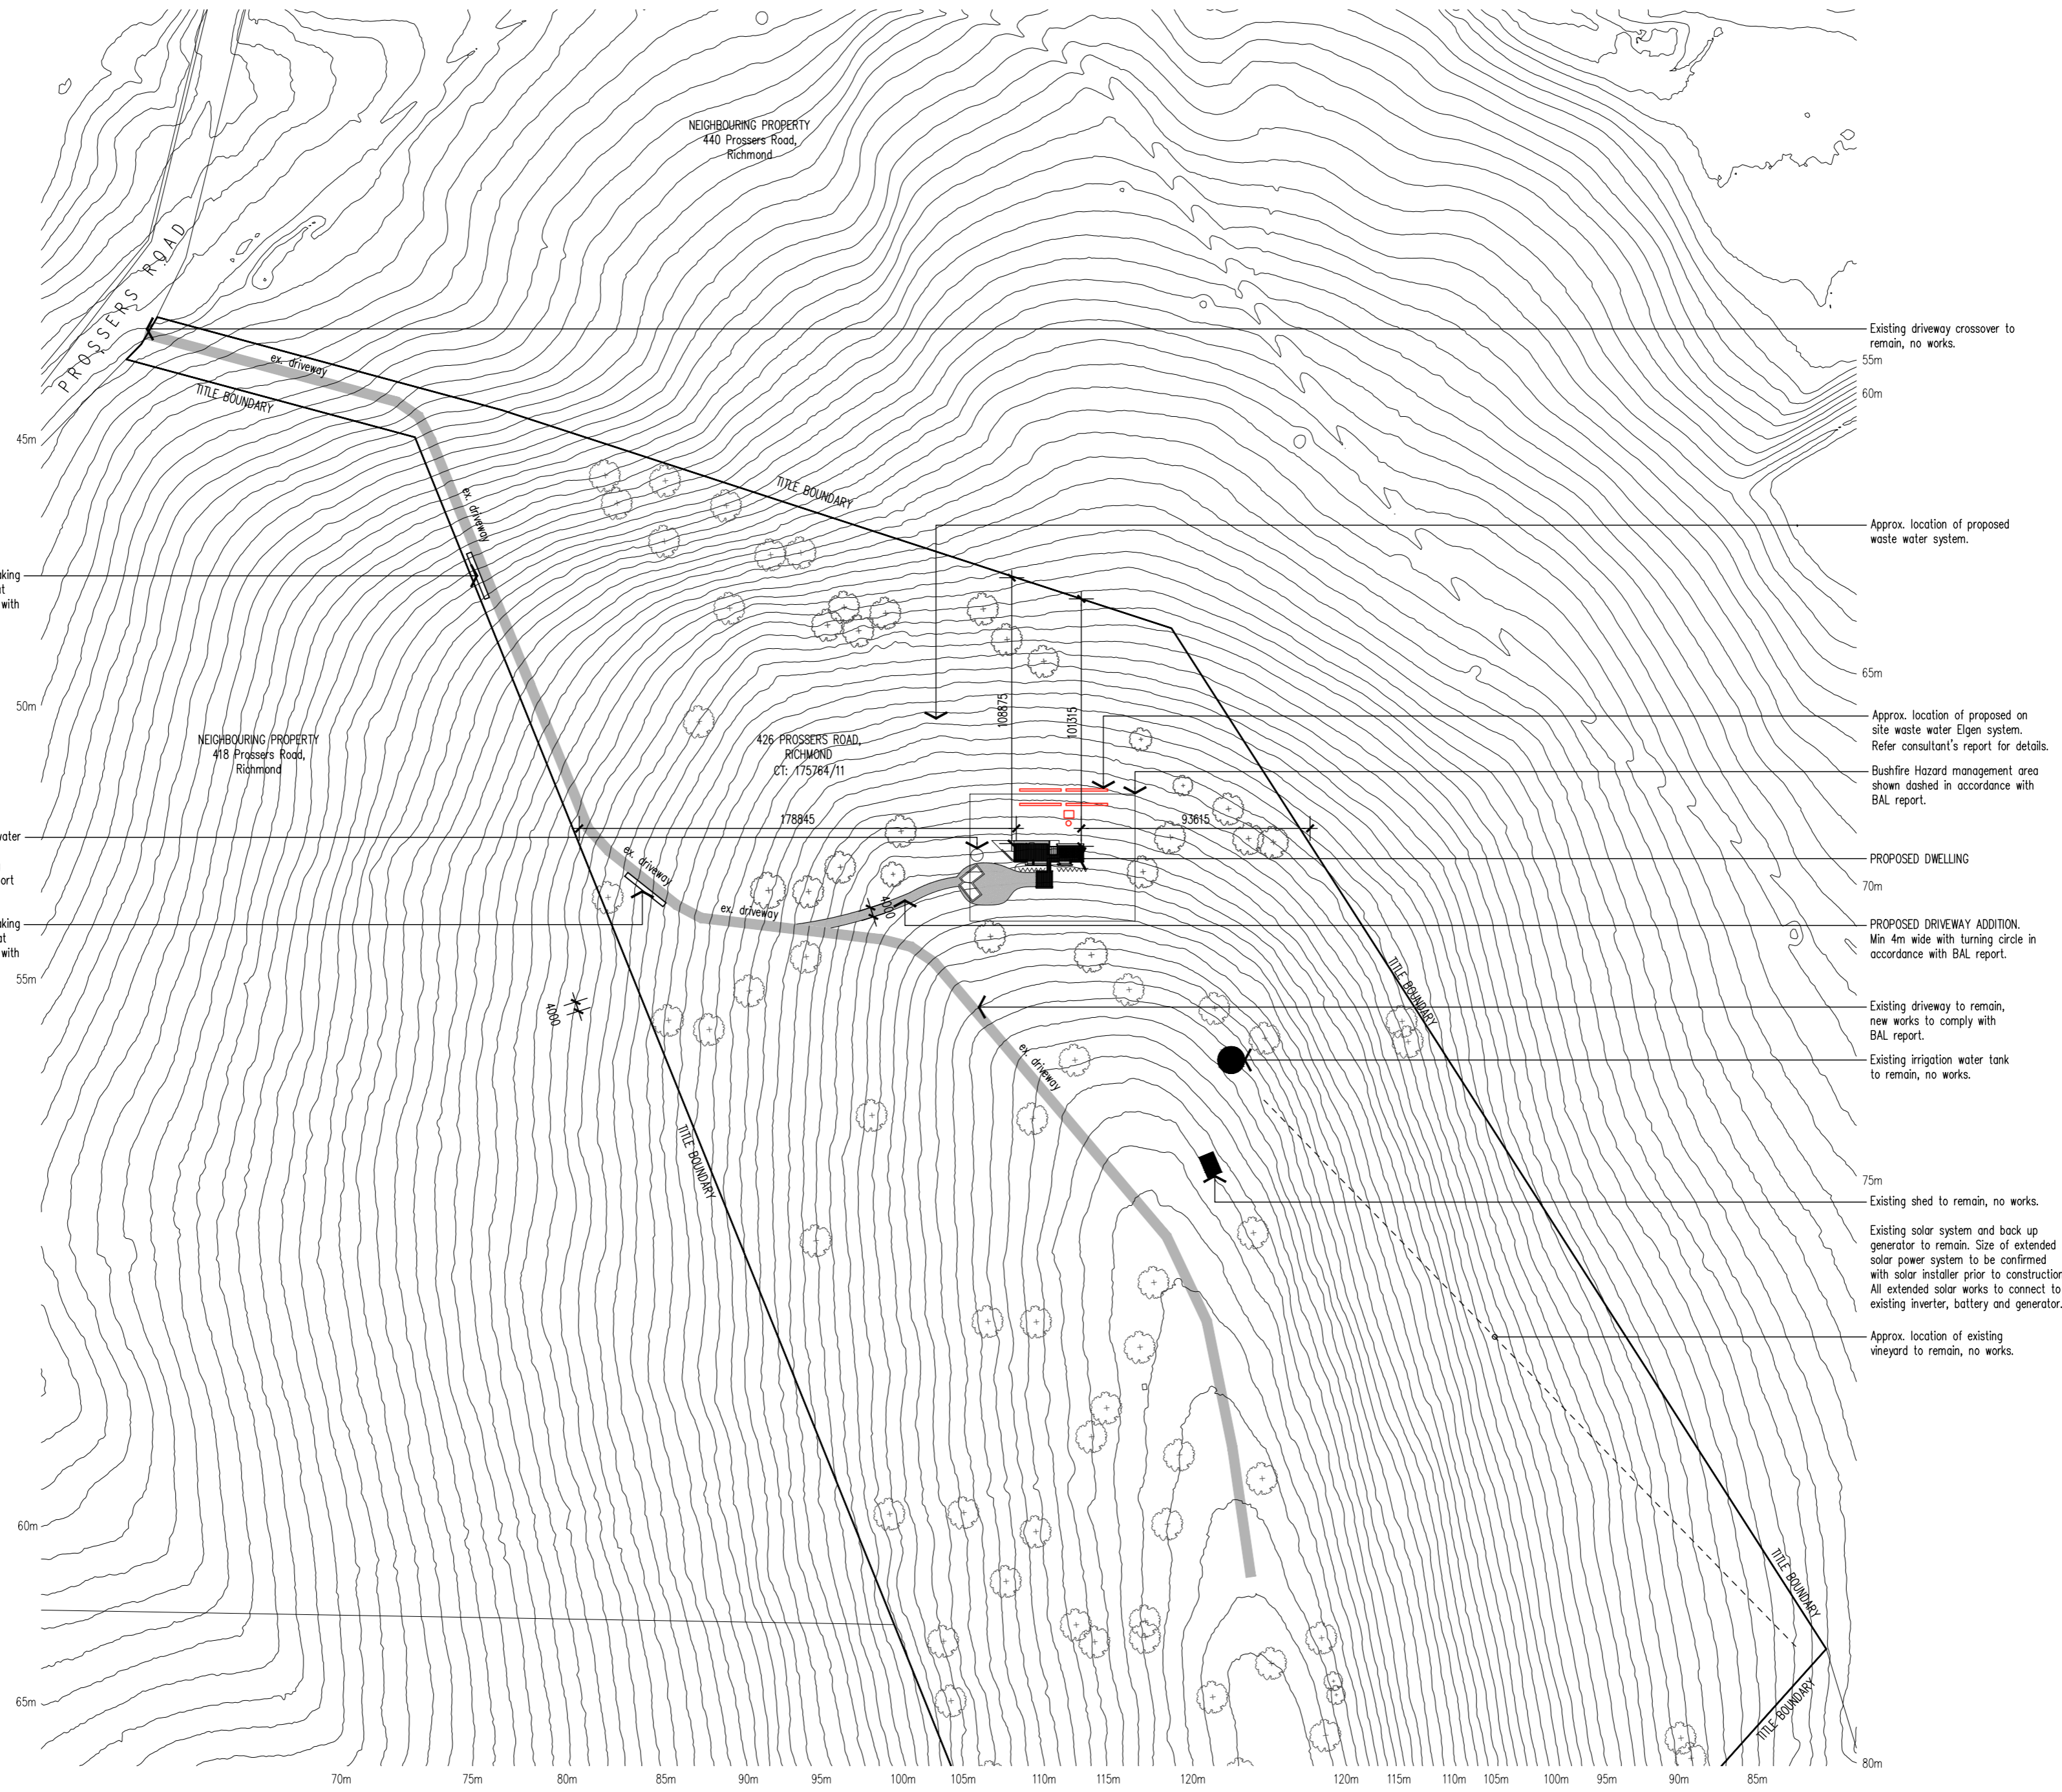 NEIGHBOURING PROPERTY
440 Prossers Road,
Richmond
PROSSERS ROAD
ex. driveway
TITLE BOUNDARY
Existing driveway crossover to
remain, no works.
55m
60m
45m
TITLE BOUNDARY
ex. driveway
Approx. location of proposed
waste water system.
with
65m
50m
108875
101315
NEIGHBOURING PROPERTY
418 Prossers Road,
Richmond
426 PROSSERS ROAD,
RICHMOND
CT: 175764/11
Approx. location of proposed on
site waste water Elgen system.
Refer consultant's report for details.
Bushfire Hazard management area
shown dashed in accordance with
BAL report.
178845
93615
ex. driveway
PROPOSED DWELLING
70m
ex. driveway
4000
PROPOSED DRIVEWAY ADDITION.
Min 4m wide with turning circle in
accordance with BAL report.
with
55m
4000
TITLE BOUNDARY
Existing driveway to remain,
new works to comply with
BAL report.
ex. driveway
Existing irrigation water tank
to remain, no works.
TITLE BOUNDARY
75m
Existing shed to remain, no works.
Existing solar system and back up
generator to remain. Size of extended
solar power system to be confirmed
with solar installer prior to
All extended solar works to connect to
existing inverter, battery and generator.
Approx. location of existing
vineyard to remain, no works.
60m
TITLE BOUNDARY
65m
TITLE BOUNDARY
80m
70m 75m 80m 85m 90m 95m 100m 105m 110m 115m 120m 120m 115m 110m 105m 100m 95m 90m 85m